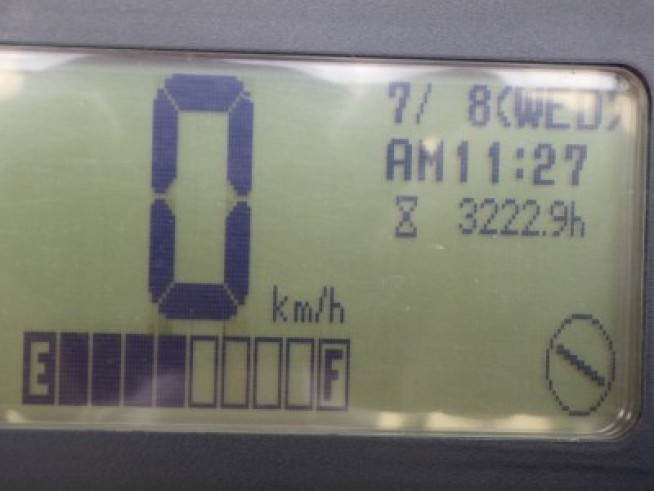 0 km/h
7/ 8(WED)
AM11:27
3222.9h
E F